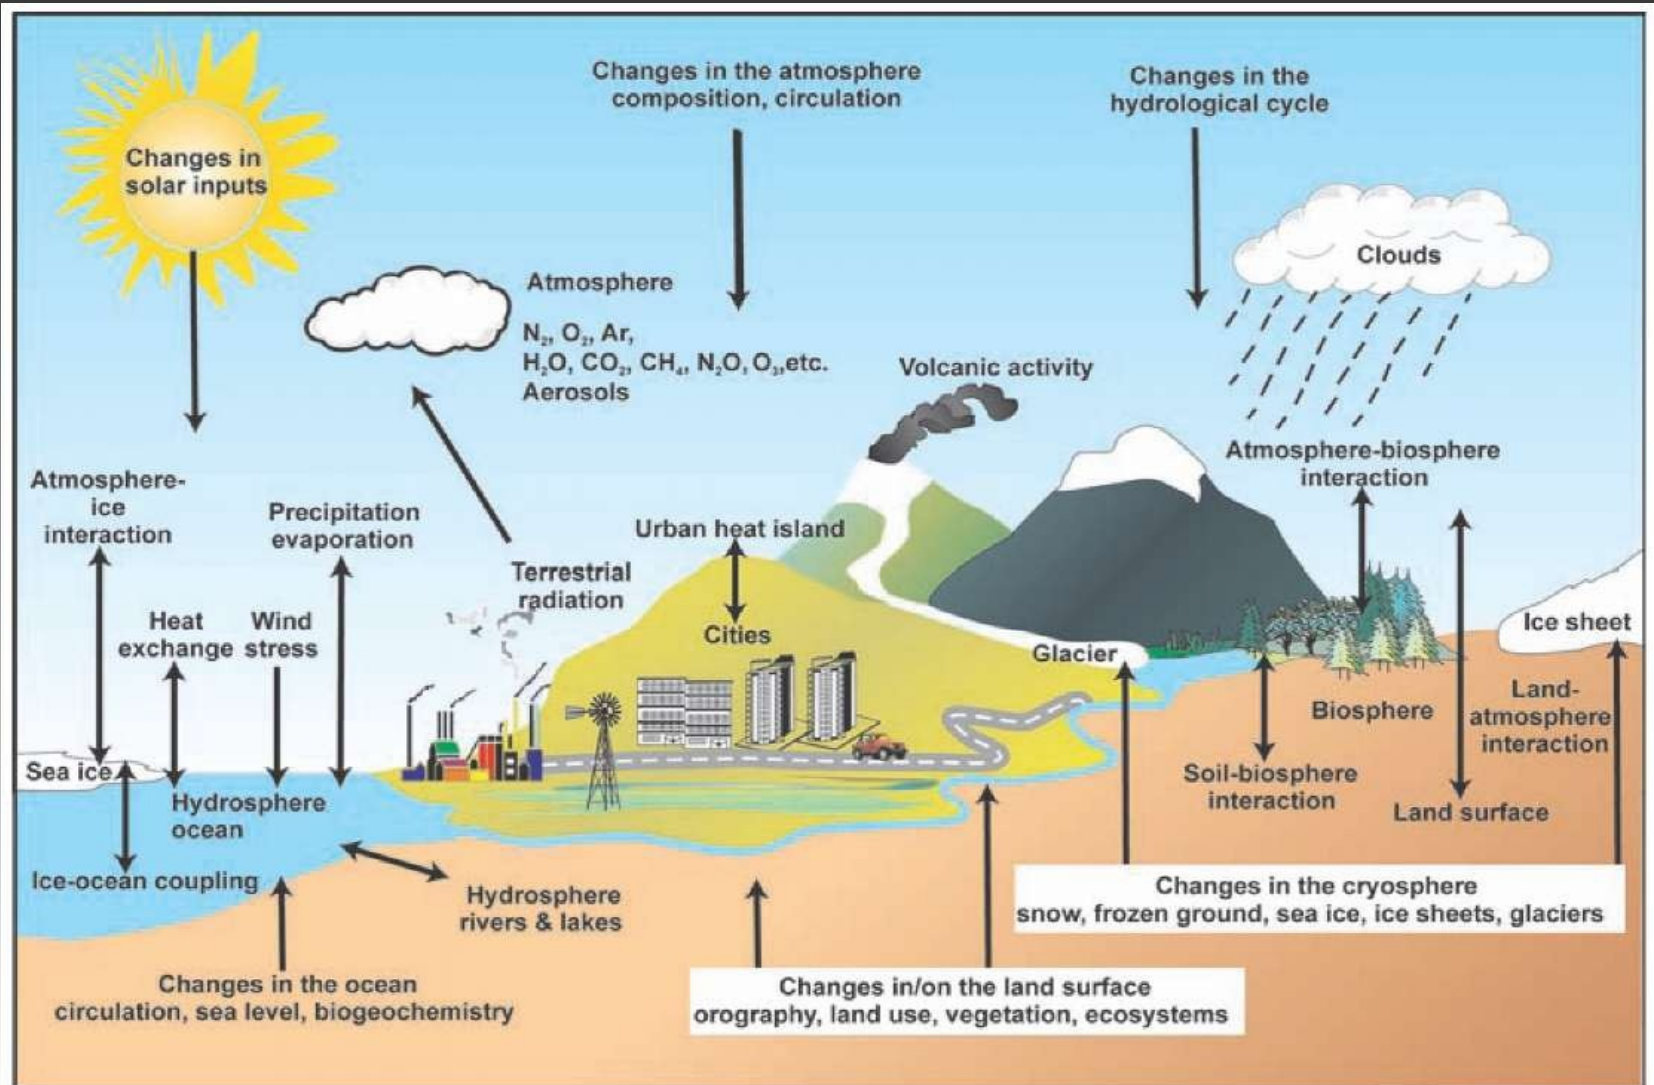 Changes in
solar inputs
Changes in the atmosphere
composition, circulation
Changes in the
hydrological cycle
Clouds
Atmosphere
N₂, O₂, Ar,
H₂O, CO₂, CH₄, N₂O, O₃,etc.
Aerosols
Volcanic activity
Atmosphere-biosphere
interaction
Atmosphere-
ice
interaction
Precipitation
evaporation
Heat
exchange
Wind
stress
Terrestrial
radiation
Urban heat island
Cities
Glacier
Ice sheet
Biosphere
Land-
atmosphere
interaction
Soil-biosphere
interaction
Land surface
Sea ice
Hydrosphere
ocean
Ice-ocean coupling
Hydrosphere
rivers & lakes
Changes in the cryosphere
snow, frozen ground, sea ice, ice sheets, glaciers
Changes in the ocean
circulation, sea level, biogeochemistry
Changes in/on the land surface
orography, land use, vegetation, ecosystems